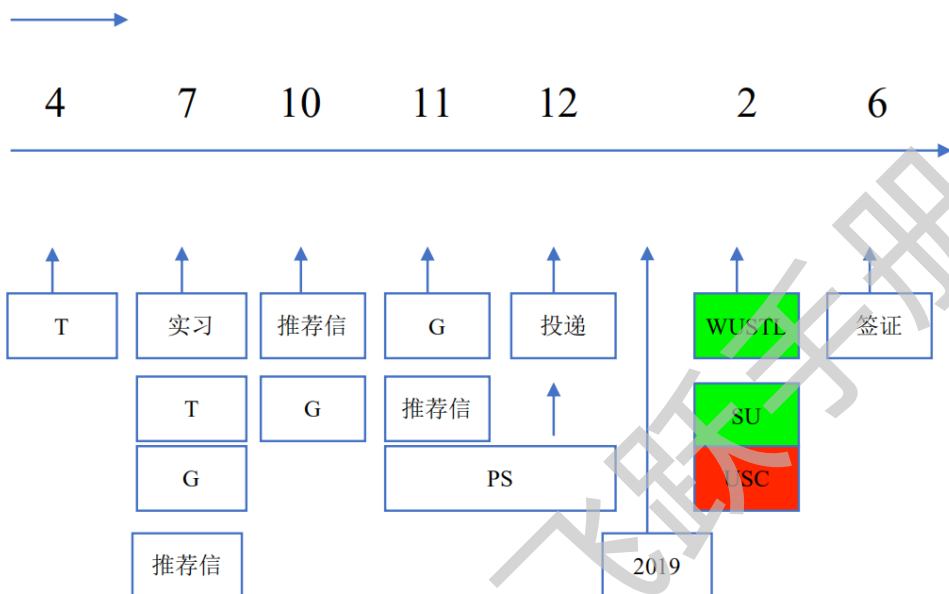 4 7 10 11 12 2 6
T 实习 推荐信 G 投递 WUSTL 签证
T G 推荐信 SU
G PS USC
推荐信 2019
飞跃手册